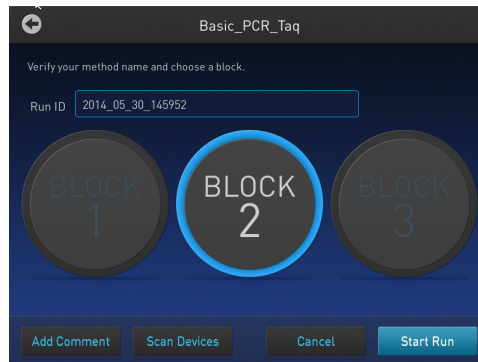 Basic_PCR_Taq
Verify your method name and choose a block.
Run ID 2014_05_30_145952
BLOCK
1
BLOCK
2
BLOCK
3
Add Comment Scan Devices Cancel Start Run